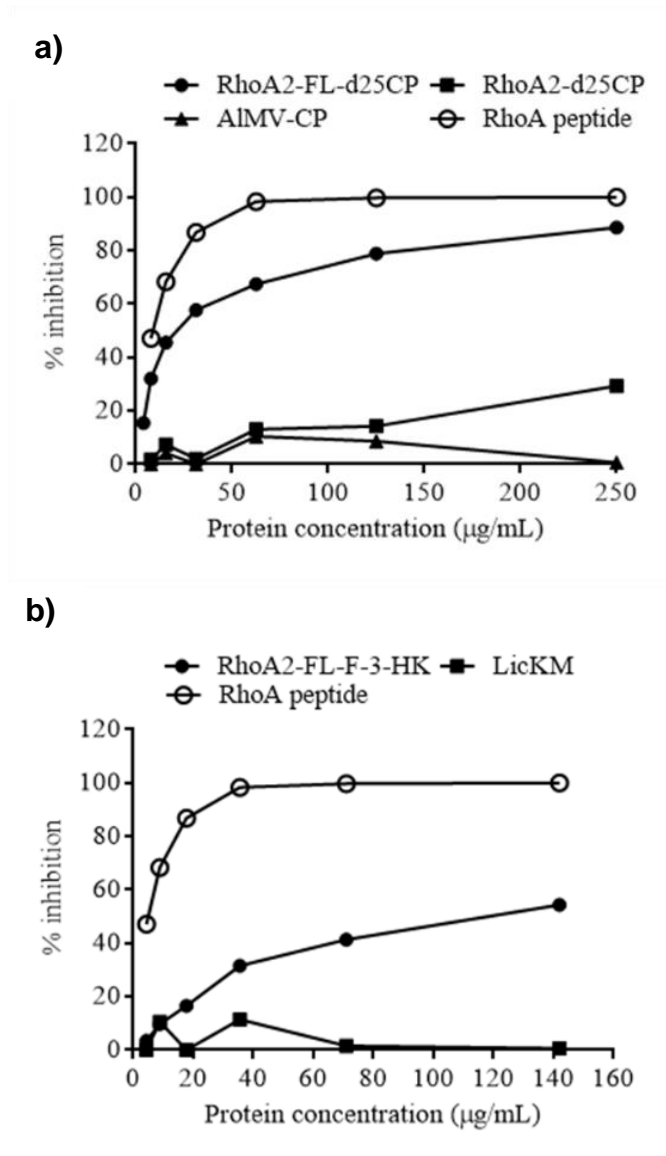 a)
RhoA2-FL-d25CP RhoA2-d25CP
AlMV-CP RhoA peptide
120
100
80
60
40
20
0
% inhibition
0 50 100 150 200 250
Protein concentration (µg/mL)
b)
RhoA2-FL-F-3-HK LicKM
RhoA peptide
120
100
80
60
40
20
0
% inhibition
0 20 40 60 80 100 120 140 160
Protein concentration (µg/mL)